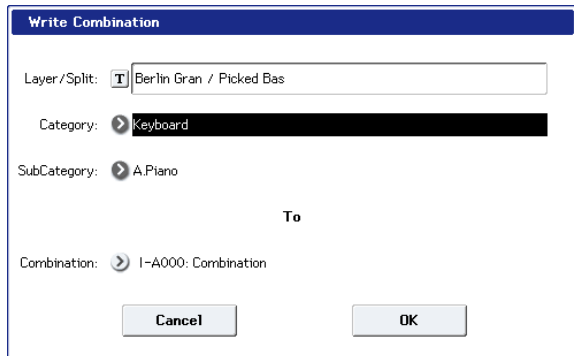 Write Combination
Layer/Split: T Berlin Gran / Picked Bas
Category: Keyboard
SubCategory: A.Piano
To
Combination: I-A000: Combination
Cancel OK